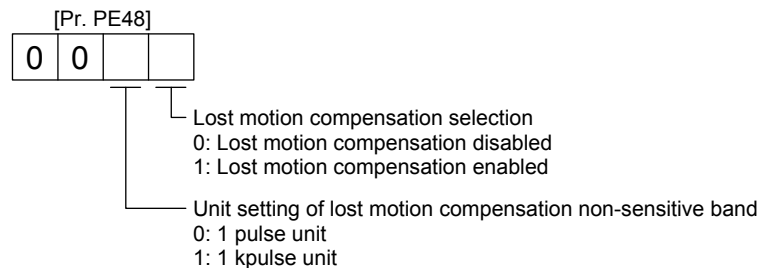 [Pr. PE48]
0 0
Lost motion compensation selection
0: Lost motion compensation disabled
1: Lost motion compensation enabled
Unit setting of lost motion compensation non-sensitive band
0: 1 pulse unit
1: 1 kpulse unit